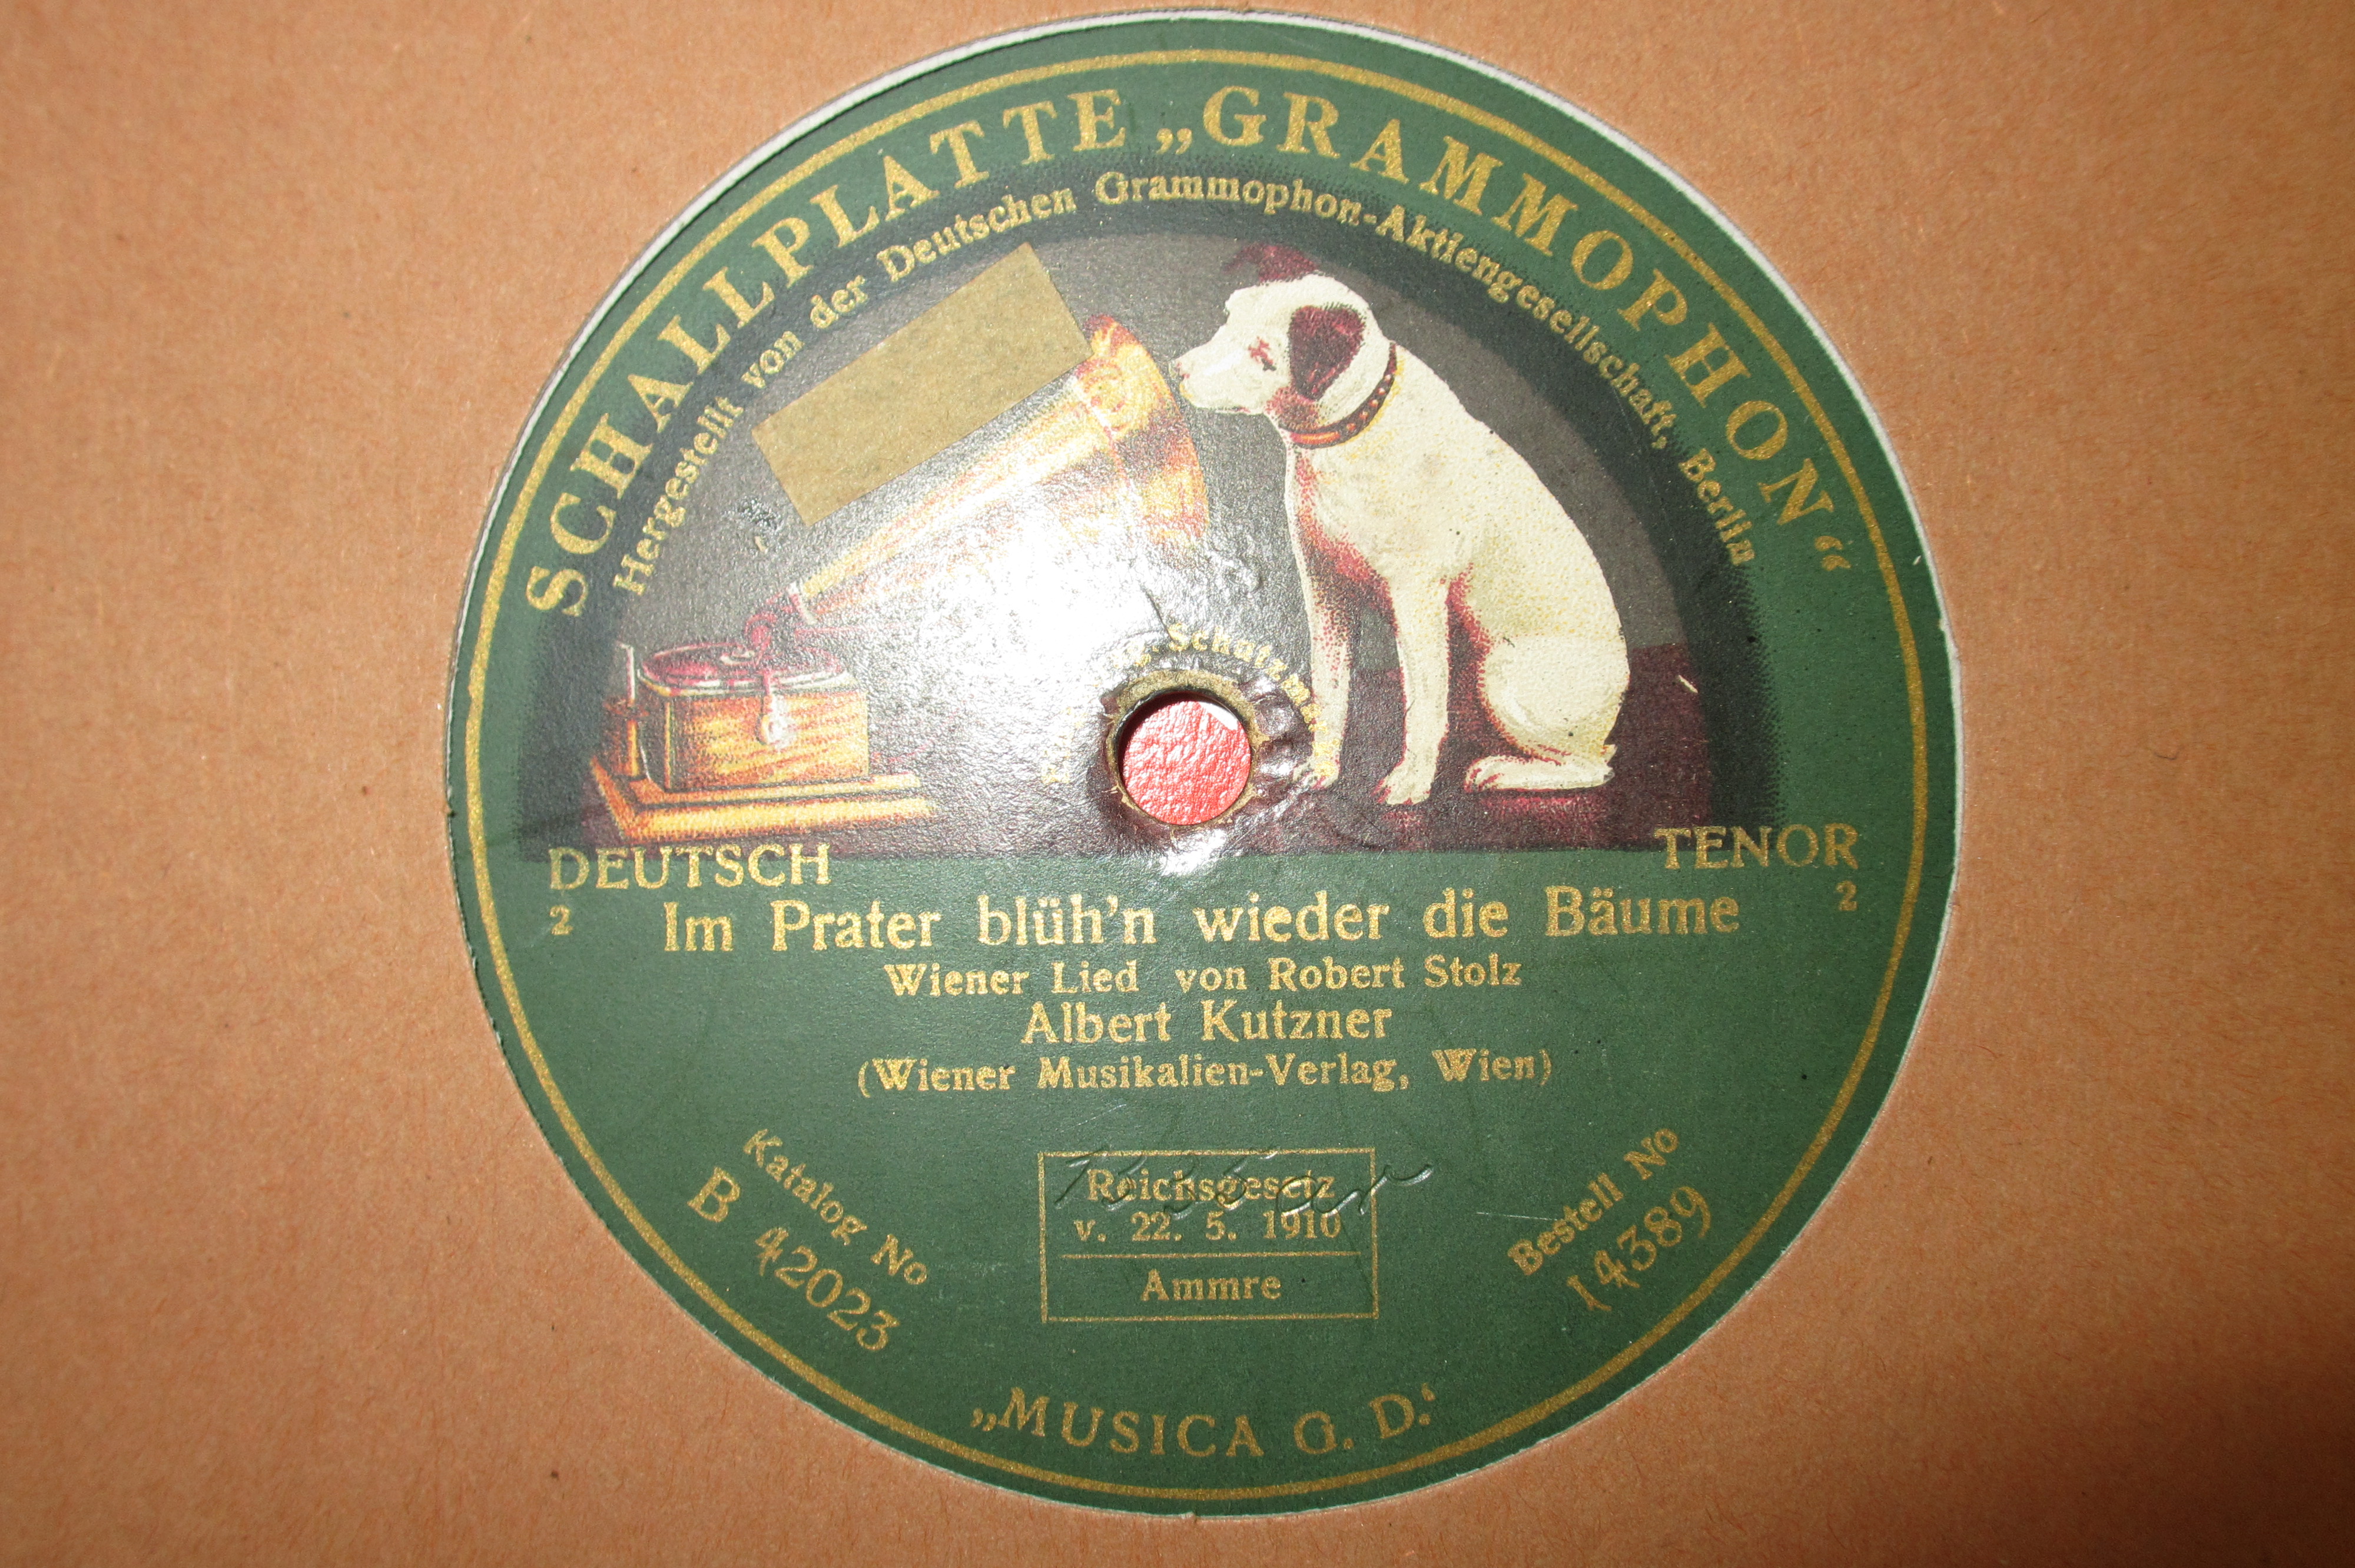 SCHALLPLATTE „GRAMMOPHON“
Hergestellt von der Deutschen Grammophon-Aktiengesellschaft, Berlin
DEUTSCH
TENOR
2
2
Im Prater blüh'n wieder die Bäume
Wiener Lied von Robert Stolz
Albert Kutzner
(Wiener Musikalien-Verlag, Wien)
Katalog No
B 42023
Reichsgesetz
v. 22. 5. 1910
Ammre
Bestell No
14389
„MUSICA G. D.‘